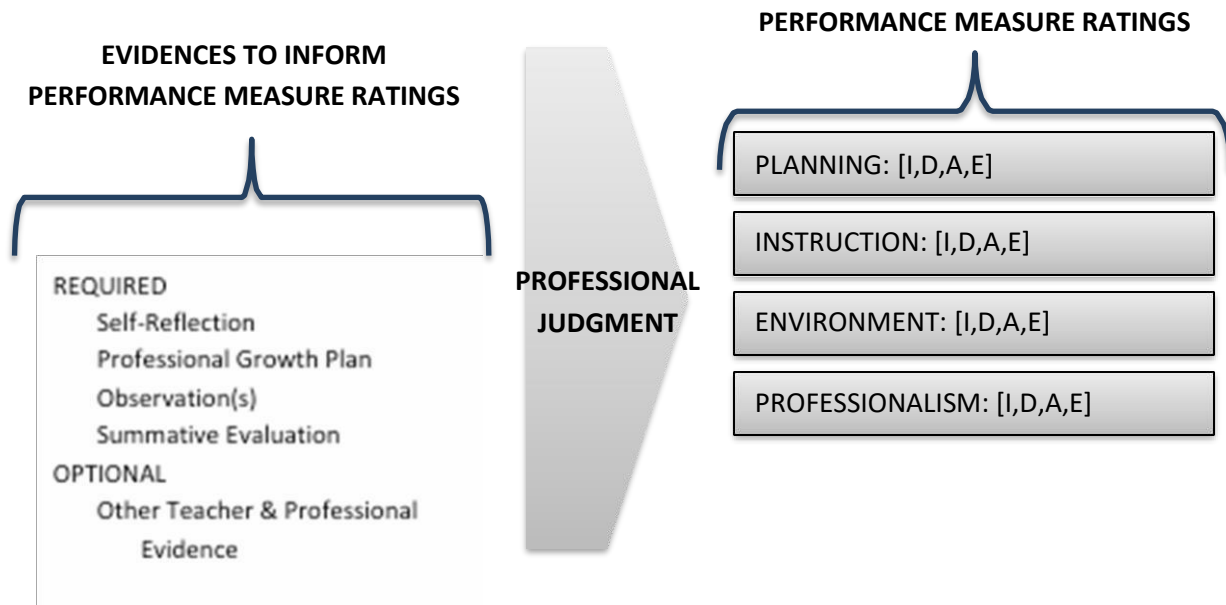 EVIDENCES TO INFORM
PERFORMANCE MEASURE RATINGS
REQUIRED
Self-Reflection
Professional Growth Plan
Observation(s)
Summative Evaluation
OPTIONAL
Other Teacher & Professional
Evidence
PROFESSIONAL
JUDGMENT
PERFORMANCE MEASURE RATINGS
PLANNING: [I,D,A,E]
INSTRUCTION: [I,D,A,E]
ENVIRONMENT: [I,D,A,E]
PROFESSIONALISM: [I,D,A,E]